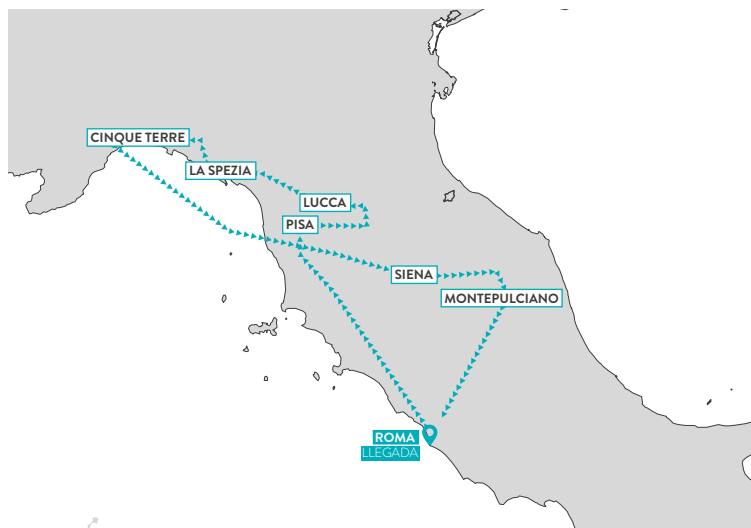 CINQUE TERRE
LA SPEZIA
LUCCA
PISA
SIENA
MONTEPULCIANO
ROMA
LLEGADA